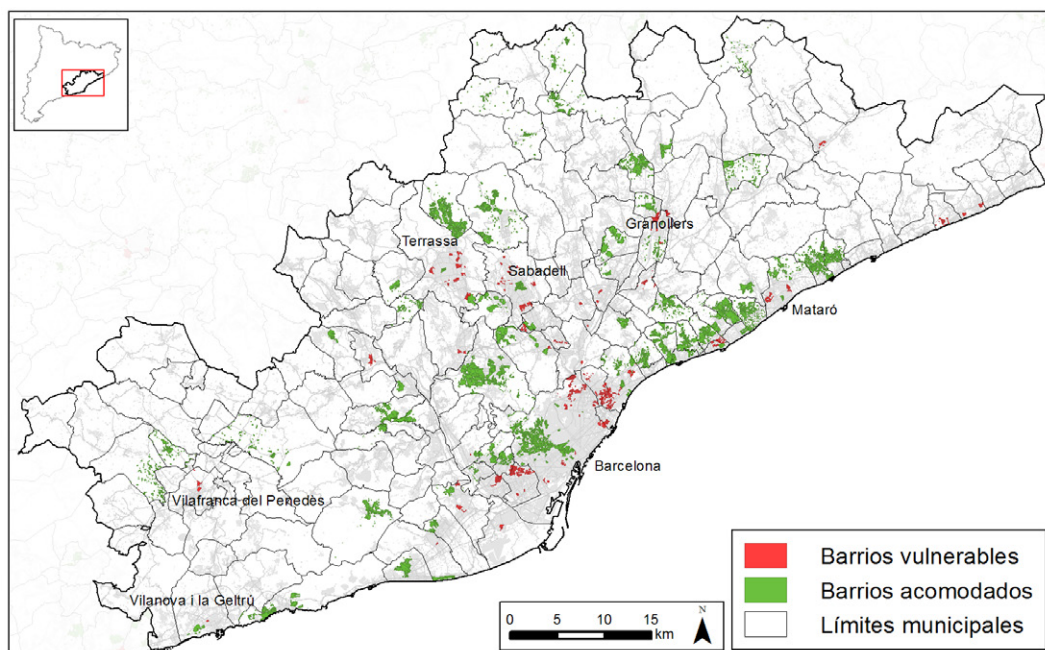 Terrassa
Granollers
Sabadell
Mataró
Barcelona
Vilafranca del Penedès
Vilanova i la Geltrú
0 5 10 15
km
N
Barrios vulnerables
Barrios acomodados
Límites municipales